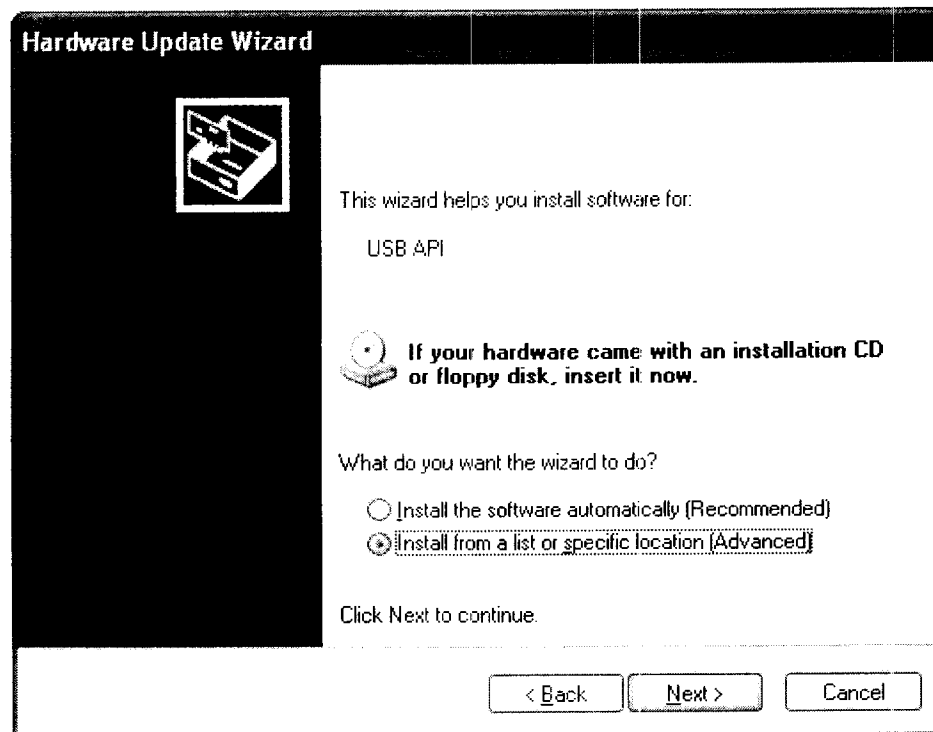 Hardware Update Wizard
This wizard helps you install software for:
USB API
If your hardware came with an installation CD
or floppy disk, insert it now.
What do you want the wizard to do?
Install the software automatically (Recommended)
Install from a list or specific location (Advanced)
Click Next to continue.
< Back
Next >
Cancel